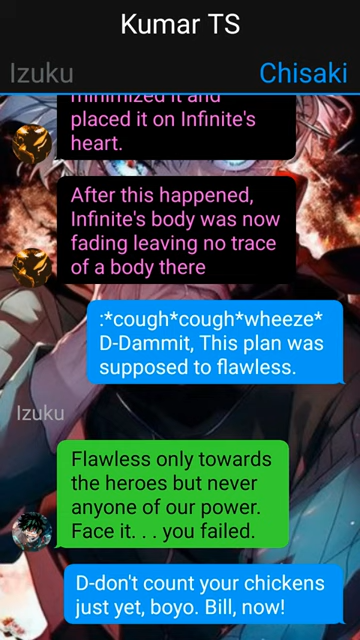 Kumar TS
Izuku
Chisaki
minimized it and
placed it on Infinite's
heart.
After this happened,
Infinite's body was now
fading leaving no trace
of a body there
:*cough*cough*wheeze*
D-Dammit, This plan was
supposed to flawless.
Izuku
Flawless only towards
the heroes but never
anyone of our power.
Face it. . . you failed.
D-don't count your chickens
just yet, boyo. Bill, now!